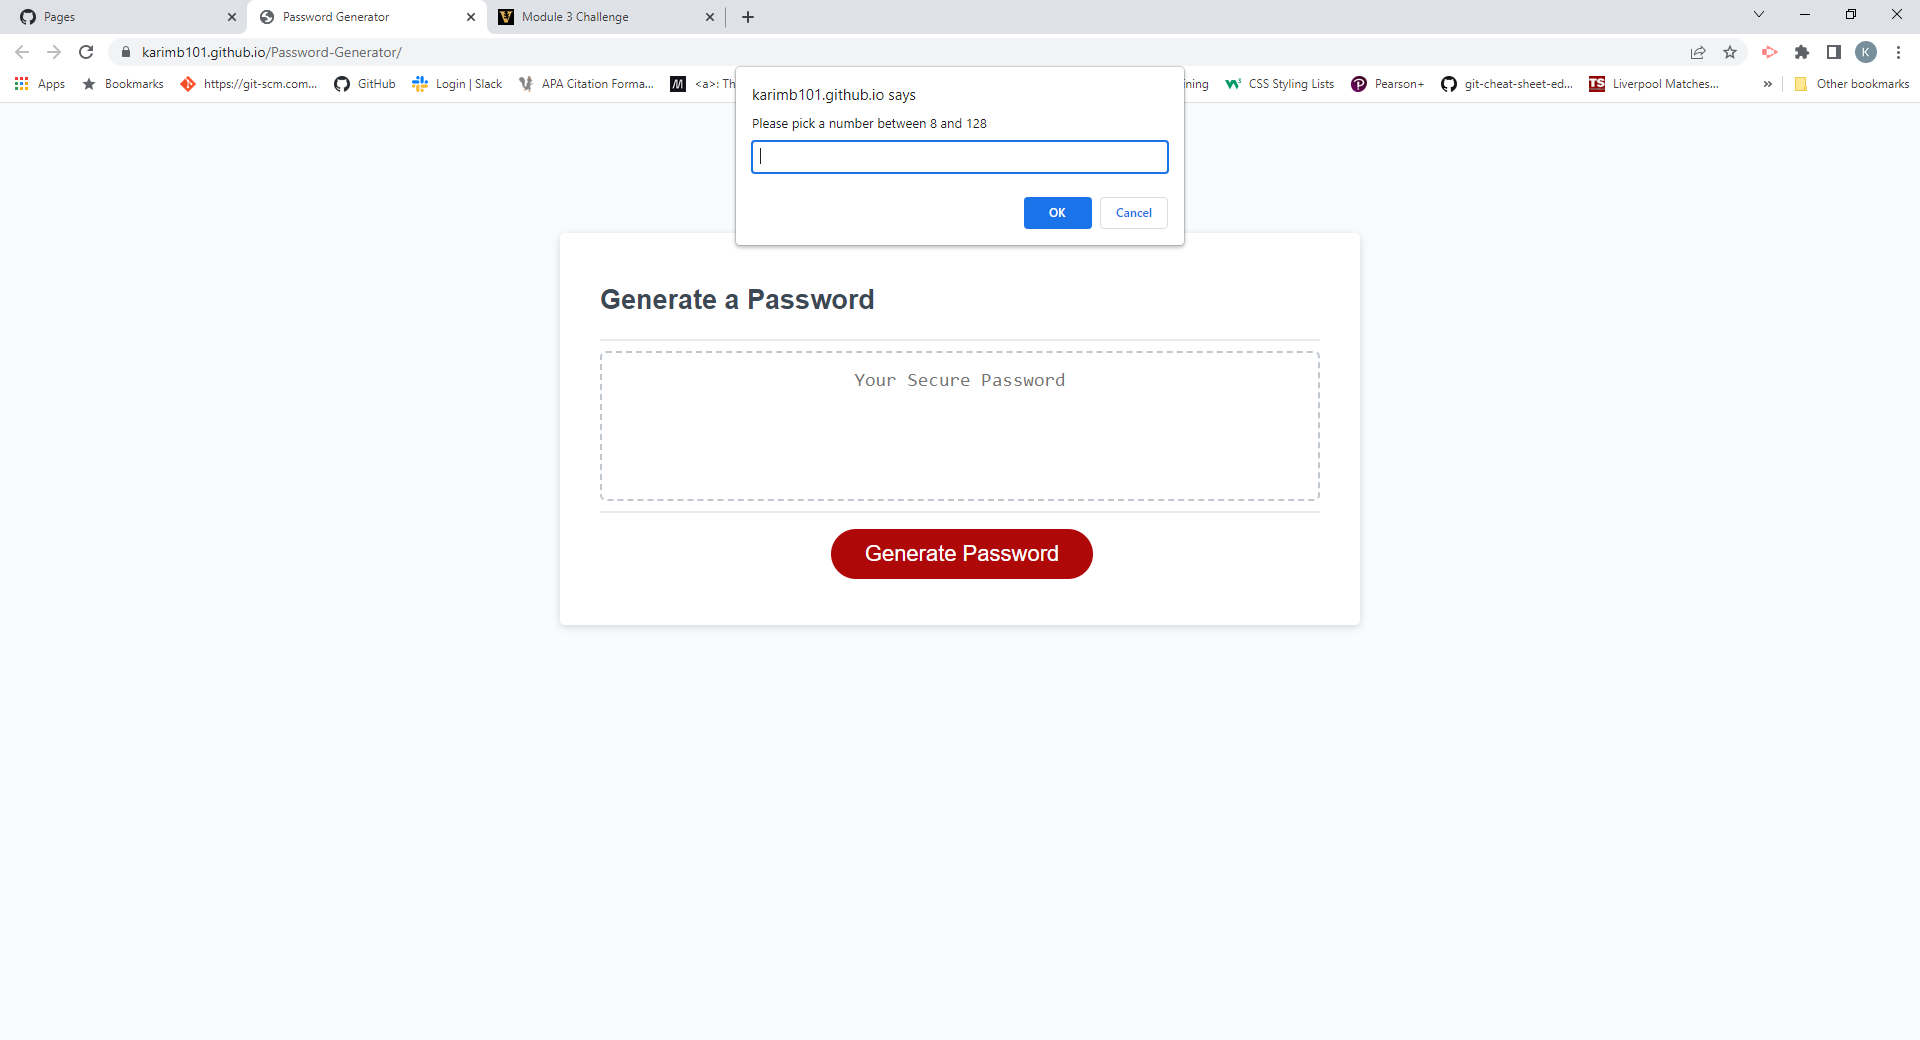 Pages
Password Generator
Module 3 Challenge
karimb101.github.io/Password-Generator/
K
Apps
Bookmarks
https://git-scm.com...
GitHub
Login | Slack
APA Citation Forma...
M
<a>: Th
ining
CSS Styling Lists
Pearson+
git-cheat-sheet-ed...
TS
Liverpool Matches...
»
Other bookmarks
karimb101.github.io says
Please pick a number between 8 and 128
OK
Cancel
Generate a Password
Your Secure Password
Generate Password